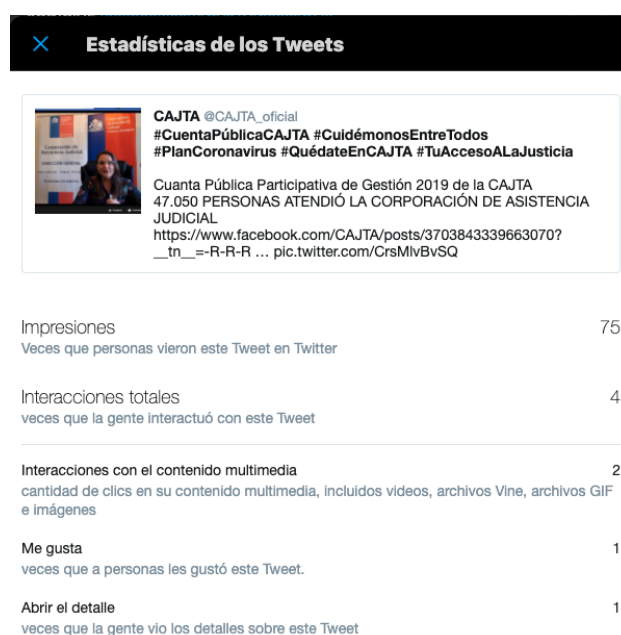 Estadísticas de los Tweets
CAJTA @CAJTA_oficial
#CuentaPúblicaCAJTA #CuidémonosEntreTodos
#PlanCoronavirus #QuédateEnCAJTA #TuAccesoALaJusticia
Cuanta Pública Participativa de Gestión 2019 de la CAJTA
47.050 PERSONAS ATENDIÓ LA CORPORACIÓN DE ASISTENCIA
JUDICIAL
https://www.facebook.com/CAJTA/posts/3703843339663070?
__tn__=-R-R-R … pic.twitter.com/CrsMlvBvSQ
Impresiones 75
Veces que personas vieron este Tweet en Twitter
Interacciones totales 4
veces que la gente interactuó con este Tweet
Interacciones con el contenido multimedia 2
cantidad de clics en su contenido multimedia, incluidos videos, archivos Vine, archivos GIF
e imágenes
Me gusta 1
veces que a personas les gustó este Tweet.
Abrir el detalle 1
veces que la gente vio los detalles sobre este Tweet